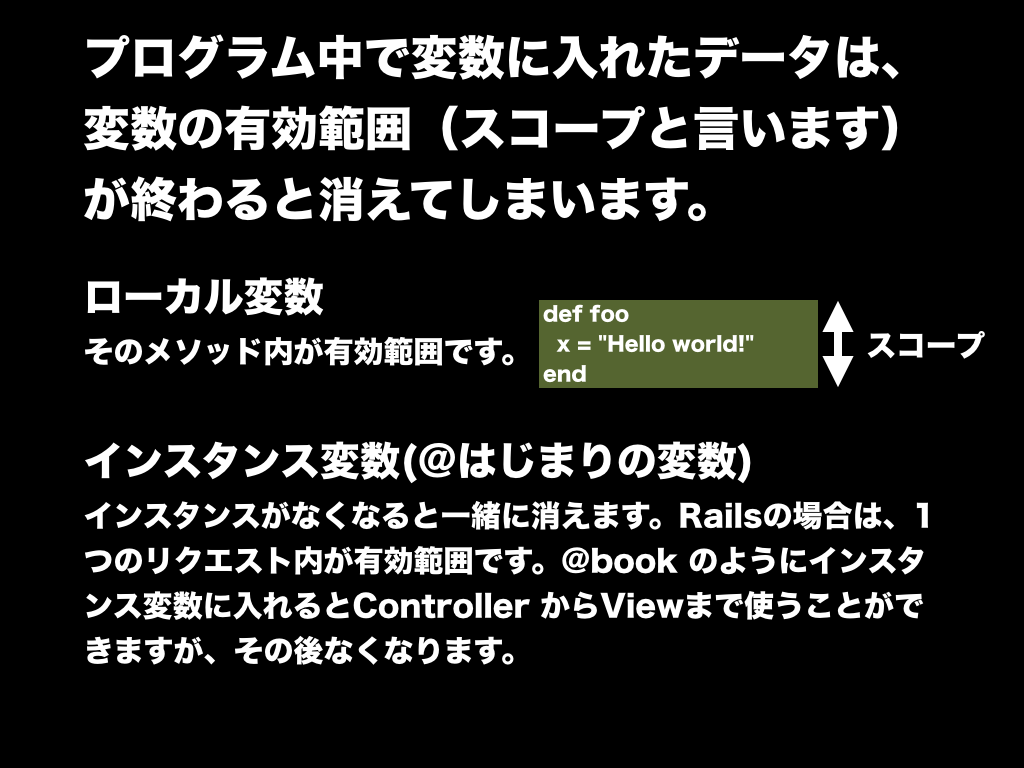 プログラム中で変数に入れたデータは、
変数の有効範囲（スコープと言います）
が終わると消えてしまいます。
ローカル変数
そのメソッド内が有効範囲です。
def foo
  x = "Hello world!"
end
スコープ
インスタンス変数(@はじまりの変数)
インスタンスがなくなると一緒に消えます。Railsの場合は、1
つのリクエスト内が有効範囲です。@book のようにインスタ
ンス変数に入れるとController からViewまで使うことがで
きますが、その後なくなります。